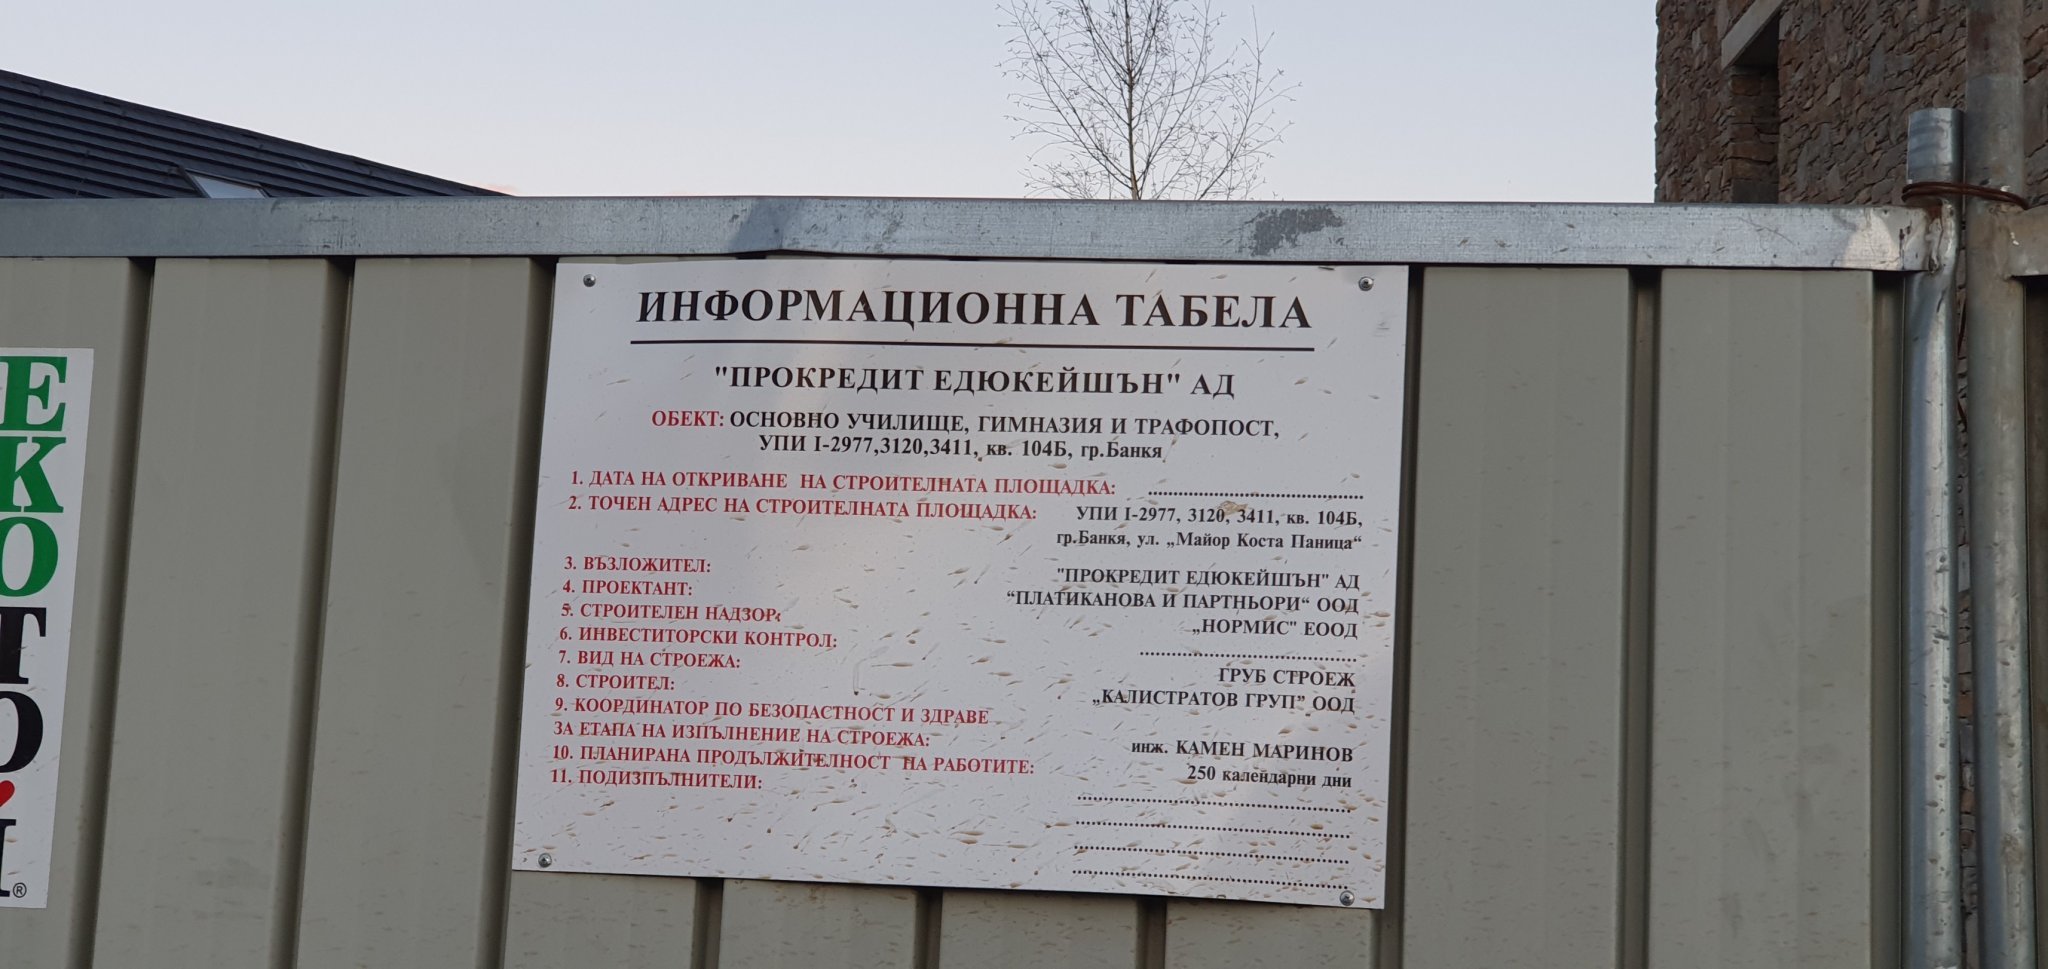 ИНФОРМАЦИОННА ТАБЕЛА
"ПРОКРЕДИТ ЕДЮКЕЙШЪН" АД
ОБЕКТ: ОСНОВНО УЧИЛИЩЕ, ГИМНАЗИЯ И ТРАФОПОСТ,
УПИ I-2977,3120,3411, кв. 104Б, гр.Банкя
1. ДАТА НА ОТКРИВАНЕ НА СТРОИТЕЛНАТА ПЛОЩАДКА: ..........
2. ТОЧЕН АДРЕС НА СТРОИТЕЛНАТА ПЛОЩАДКА: УПИ I-2977, 3120, 3411, кв. 104Б,
гр.Банкя, ул. „Майор Коста Паница“
3. ВЪЗЛОЖИТЕЛ: "ПРОКРЕДИТ ЕДЮКЕЙШЪН" АД
4. ПРОЕКТАНТ: “ПЛАТИКАНОВА И ПАРТНЬОРИ“ ООД
5. СТРОИТЕЛЕН НАДЗОР: „НОРМИС" ЕООД
6. ИНВЕСТИТОРСКИ КОНТРОЛ: ..........
7. ВИД НА СТРОЕЖА: ГРУБ СТРОЕЖ
8. СТРОИТЕЛ: „КАЛИСТРАТОВ ГРУП” ООД
9. КООРДИНАТОР ПО БЕЗОПАСТНОСТ И ЗДРАВЕ
ЗА ЕТАПА НА ИЗПЪЛНЕНИЕ НА СТРОЕЖА: инж. КАМЕН МАРИНОВ
10. ПЛАНИРАНА ПРОДЪЛЖИТЕЛНОСТ НА РАБОТИТЕ: 250 календарни дни
11. ПОДИЗПЪЛНИТЕЛИ: ..........
ЕКО
ТОЙ®